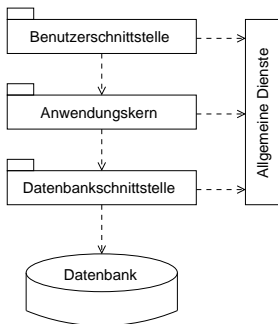 Benutzerschnittstelle
Anwendungskern
Datenbankschnittstelle
Datenbank
Allgemeine Dienste